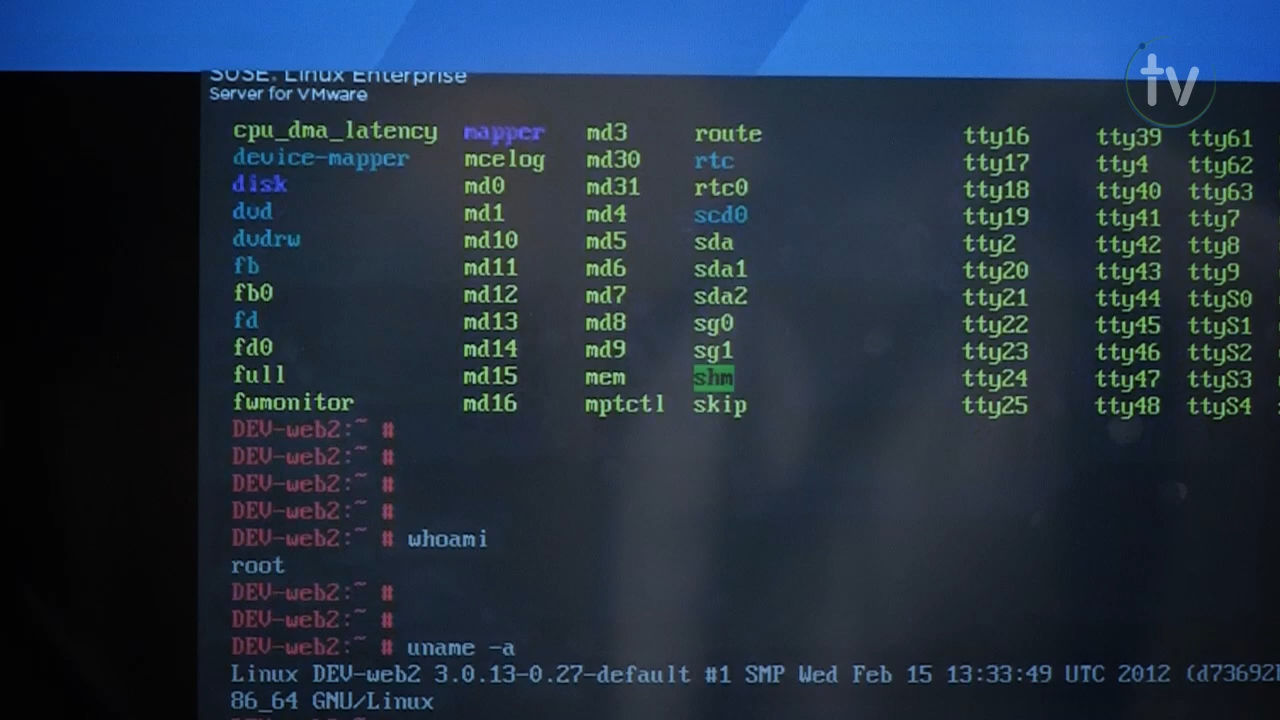 tv
SUSE. Linux Enterprise
Server for VMware
cpu_dma_latency mapper md3 route tty16 tty39 tty61
device-mapper mcelog md30 rtc tty17 tty4 tty62
disk md0 md31 rtc0 tty18 tty40 tty63
dvd md1 md4 scd0 tty19 tty41 tty7
dvdrw md10 md5 sda tty2 tty42 tty8
fb md11 md6 sda1 tty20 tty43 tty9
fb0 md12 md7 sda2 tty21 tty44 ttyS0
fd md13 md8 sg0 tty22 tty45 ttyS1
fd0 md14 md9 sg1 tty23 tty46 ttyS2
full md15 mem shm tty24 tty47 ttyS3
fwmonitor md16 mptctl skip tty25 tty48 ttyS4
DEV-web2:~ #
DEV-web2:~ #
DEV-web2:~ #
DEV-web2:~ #
DEV-web2:~ # whoami
root
DEV-web2:~ #
DEV-web2:~ #
DEV-web2:~ # uname -a
Linux DEV-web2 3.0.13-0.27-default #1 SMP Wed Feb 15 13:33:49 UTC 2012 (d73692b
86_64 GNU/Linux